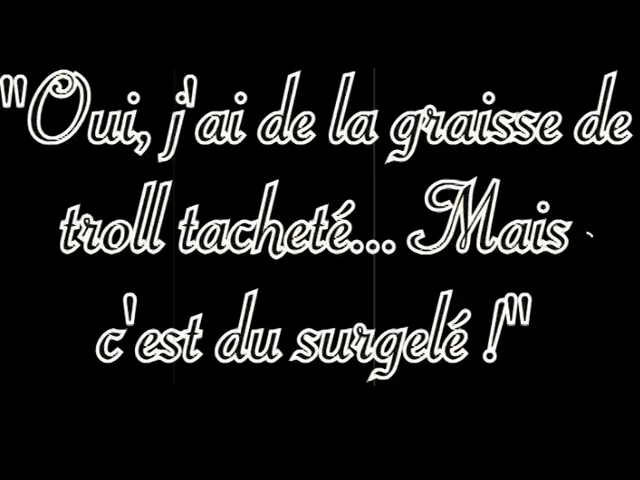 "Oui, j'ai de la graisse de
troll tacheté... Mais
c'est du surgelé !"